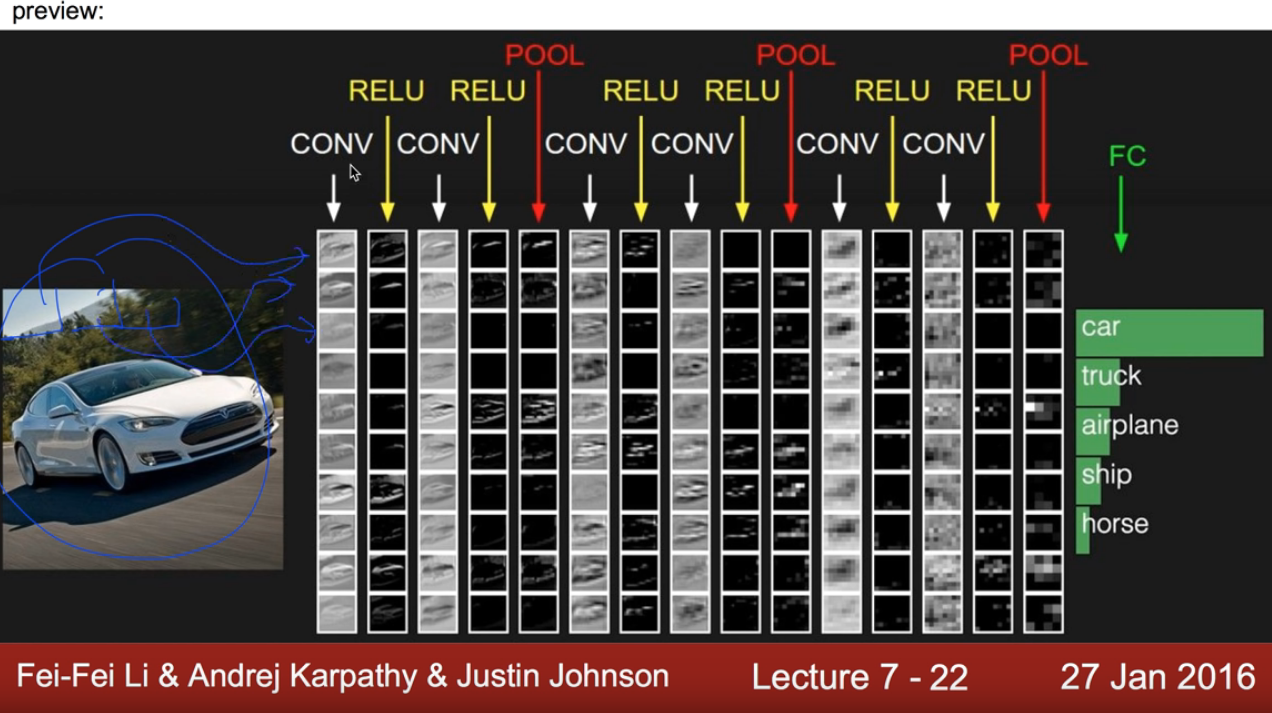 preview:
POOL POOL POOL
RELU RELU RELU RELU RELU RELU
CONV CONV CONV CONV CONV CONV
FC
car
truck
airplane
ship
horse
Fei-Fei Li & Andrej Karpathy & Justin Johnson Lecture 7 - 22 27 Jan 2016